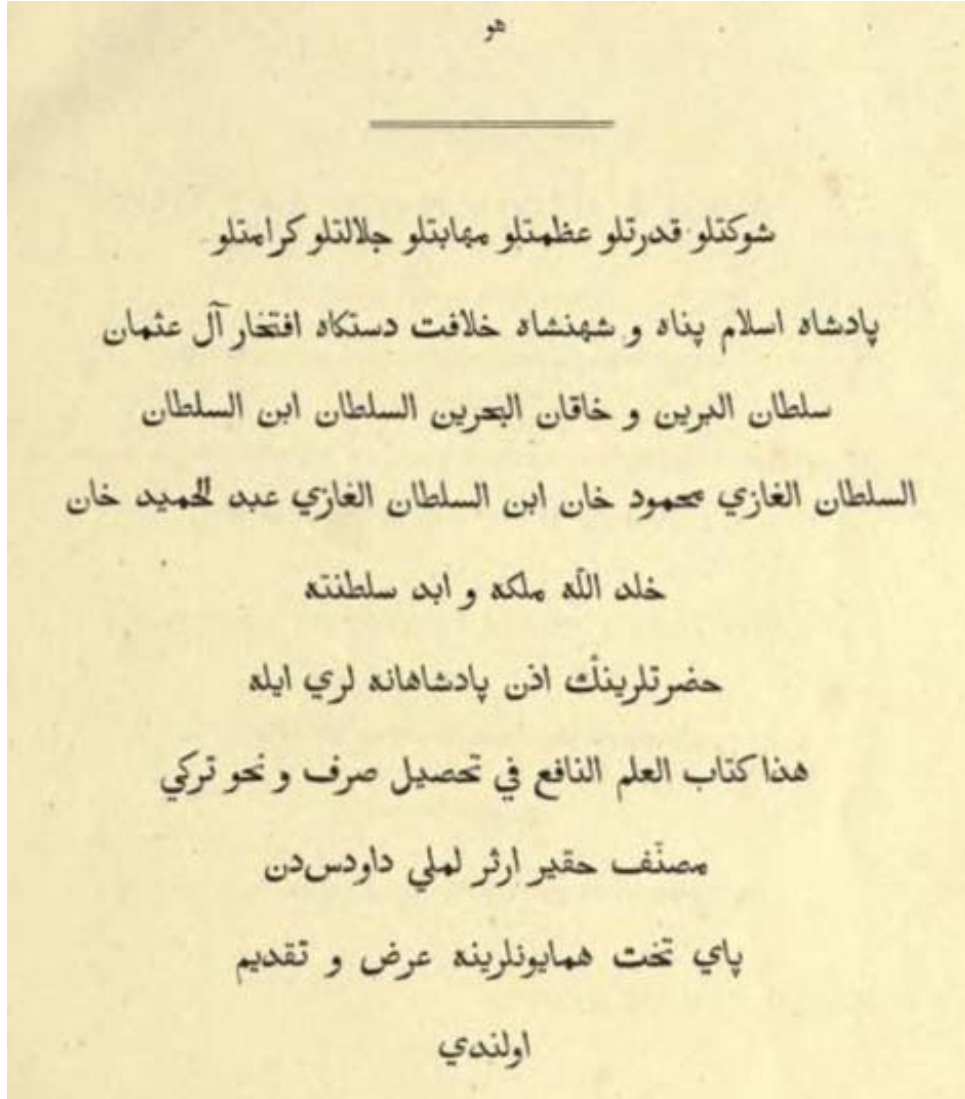 هو
شوكتلو قدرتلو عظمتلو مهابتلو جلالتلو كرامتلو
پادشاه اسلام پناه و شهنشاه خلافت دستكاه افتخار آل عثمان
سلطان البرين و خاقان البحرين السلطان ابن السلطان
السلطان الغازي محمود خان ابن السلطان الغازي عبد الحميد خان
خلد الله ملكه و ابد سلطنته
حضرتلرينڭ اذن پادشاهانه لري ايله
هذا كتاب العلم النافع في تحصيل صرف و نحو تركي
مصنّف حقير ارثر لملي داودس‌دن
پاي تخت همايونلرينه عرض و تقديم
اولندي